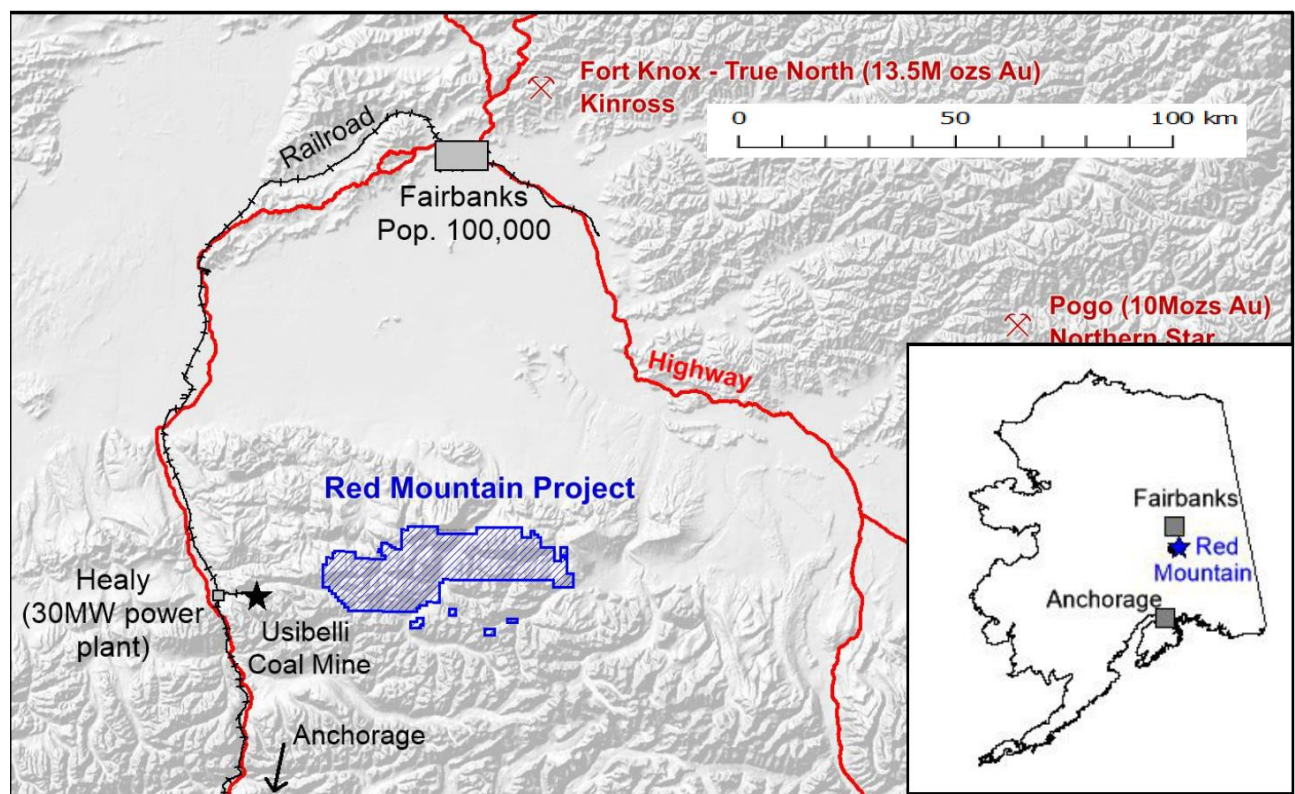 Fort Knox - True North (13.5M ozs Au)
Kinross
0 50 100 km
Railroad
Fairbanks
Pop. 100,000
Pogo (10Mozs Au)
Northern Star
Highway
Red Mountain Project
Healy
(30MW power
plant)
Usibelli
Coal Mine
Anchorage
Fairbanks
Red
Mountain
Anchorage